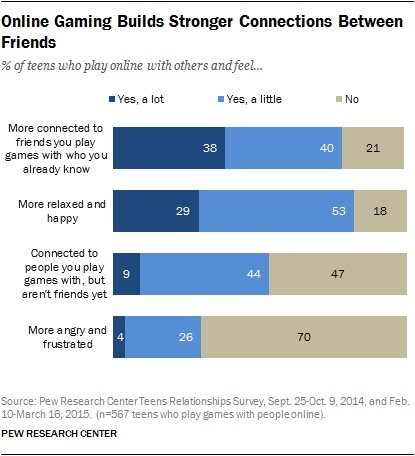 Online Gaming Builds Stronger Connections Between
Friends
% of teens who play online with others and feel...
Yes, a lot Yes, a little No
More connected to
friends you play
games with who you
already know
38 40 21
More relaxed and
happy
29 53 18
Connected to
people you play
games with, but
aren't friends yet
9 44 47
More angry and
frustrated
4 26 70
Source: Pew Research Center Teens Relationships Survey, Sept. 25-Oct. 9, 2014, and Feb.
10-March 16, 2015. (n=567 teens who play games with people online).
PEW RESEARCH CENTER